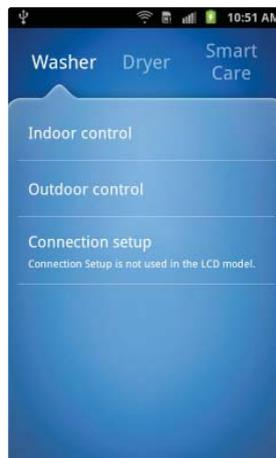 10:51 AM
Washer Dryer Smart Care
Indoor control
Outdoor control
Connection setup
Connection Setup is not used in the LCD model.